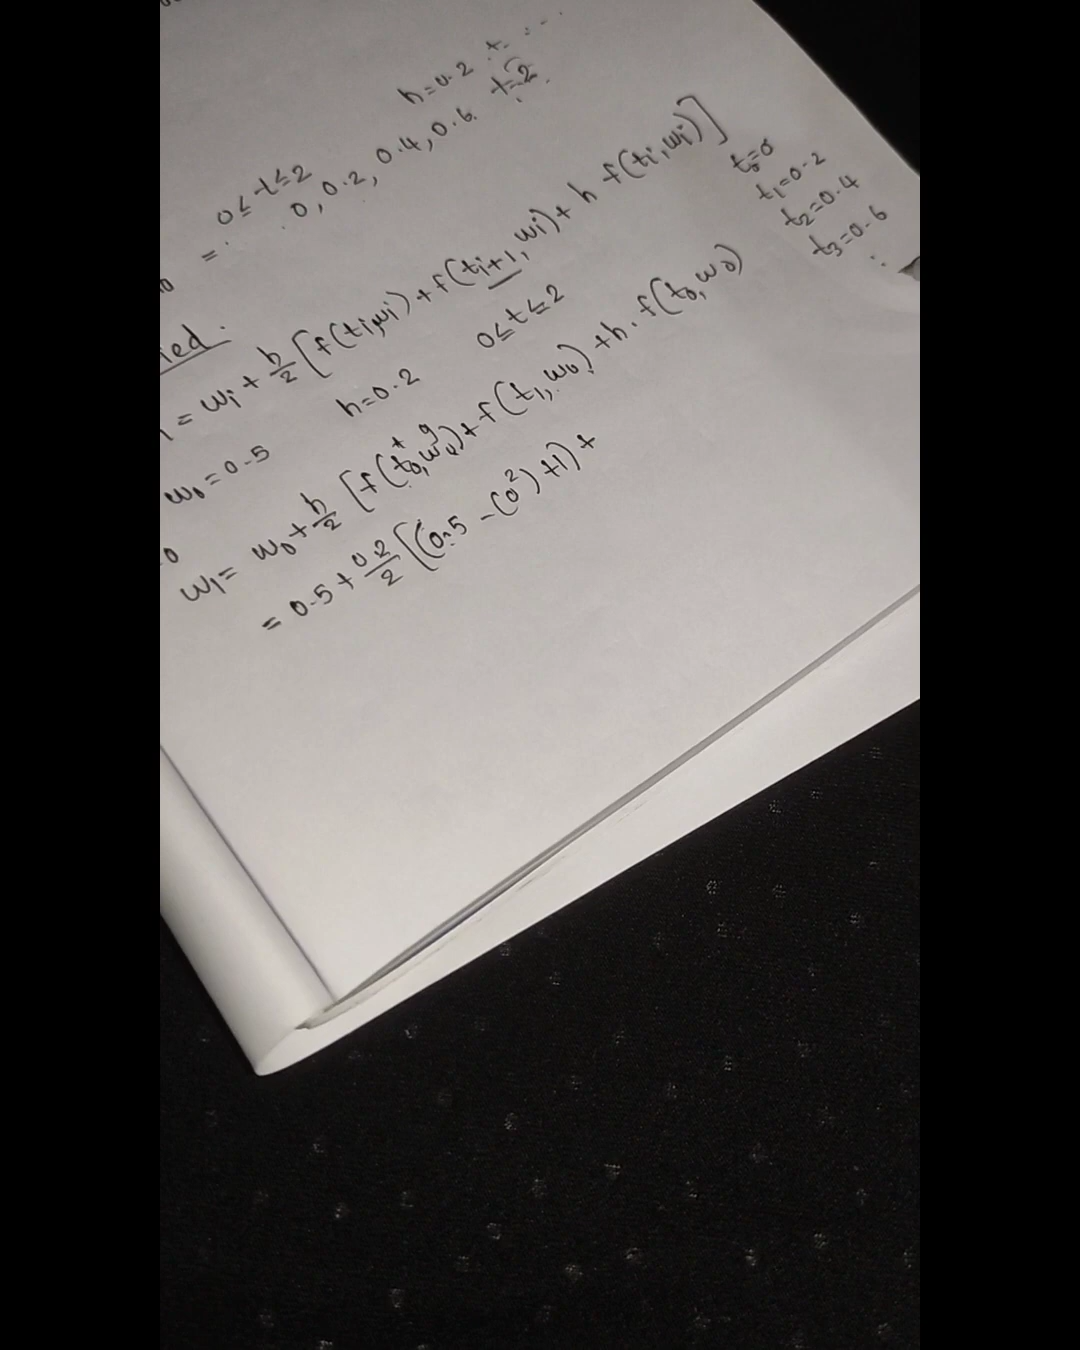 h=0.2
0≤t≤2
= 0, 0.2, 0.4, 0.6. t=2
ied.
= wi + h/2 [f(ti,wi) + f(ti+1, wi) + h f(ti,wi)]
t0=0
t1=0.2
t2=0.4
t3=0.6
w0 = 0.5 h=0.2 0≤t≤2
w1= w0 + h/2 [f(t0,w0) + f(t1, w0) + h. f(t0, w0)
t y
= 0.5 + 0.2/2 [(0.5 - (0²) +1) +